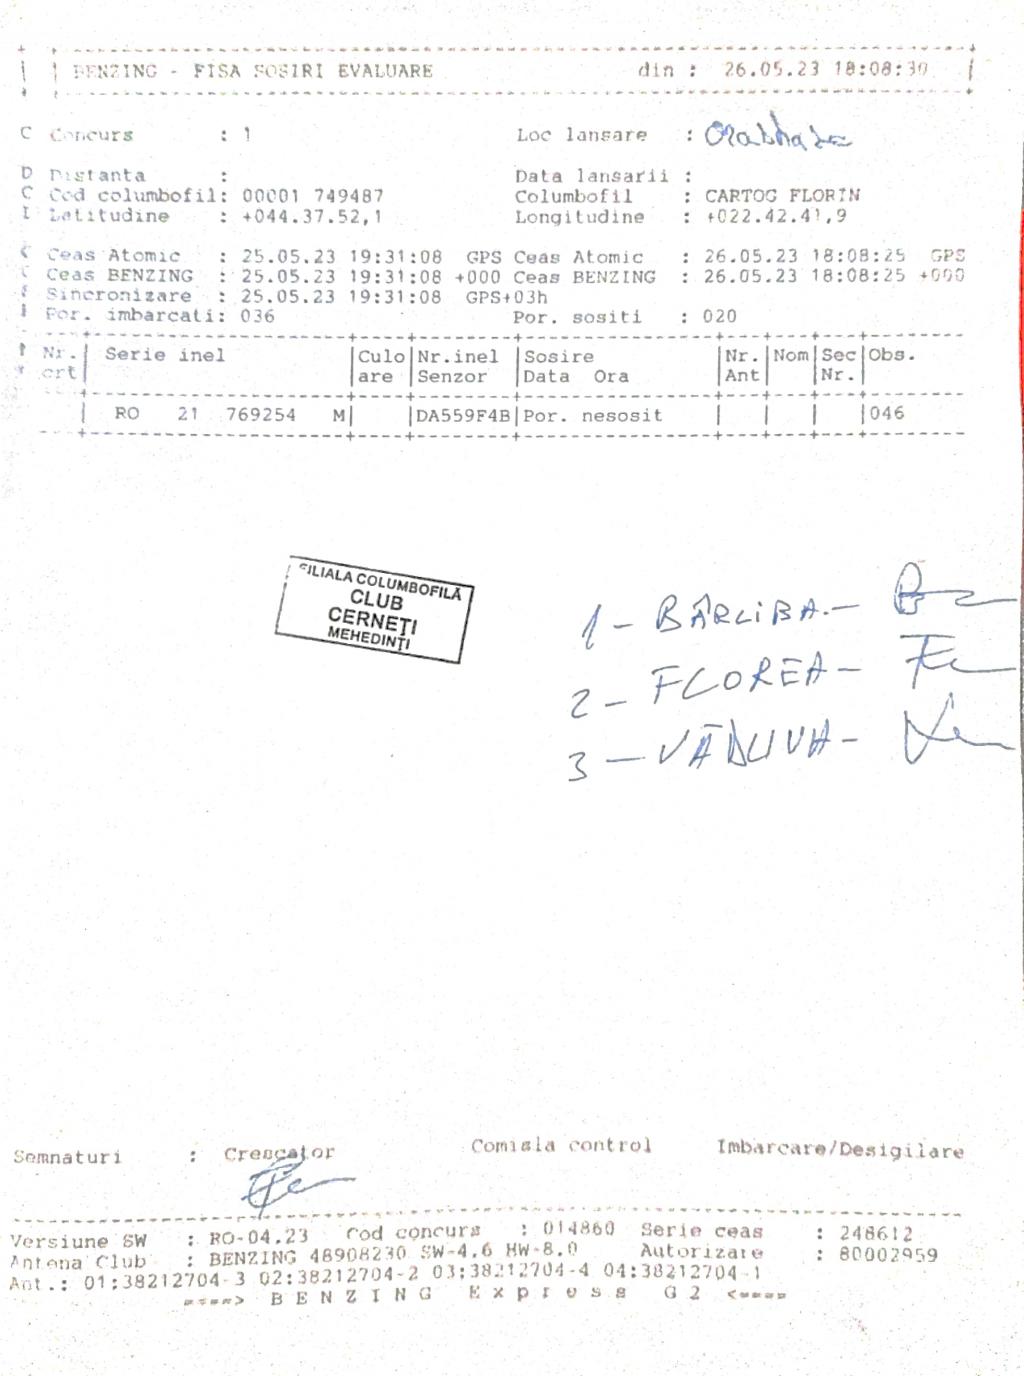 BENZING - FISA SOSIRI EVALUARE din : 26.05.23 18:08:30
Concurs : 1 Loc lansare :
Distanta : Data lansarii :
Cod columbofil: 00001 749487 Columbofil : CARTOG FLORIN
Latitudine : +044.37.52,1 Longitudine : +022.42.41,9
Ceas Atomic : 25.05.23 19:31:08 GPS Ceas Atomic : 26.05.23 18:08:25 GPS
Ceas BENZING : 25.05.23 19:31:08 +000 Ceas BENZING : 26.05.23 18:08:25 +000
Sincronizare : 25.05.23 19:31:08 GPS+03h
Por. imbarcati: 036 Por. sositi : 020
Nr. Serie inel Culo Nr.inel Sosire Nr. Nom Sec Obs.
crt are Senzor Data Ora Ant Nr.
RO 21 769254 M DA559F4B Por. nesosit 046
FILIALA COLUMBOFILĂ
CLUB
CERNEȚI
MEHEDINȚI
1 - BÂRLIBA -
2 - FLOREA -
3 - VĂDUVA -
Semnaturi : Crescator Comisia control Imbarcare/Desigilare
Versiune SW : RO-04.23 Cod concurs : 014860 Serie ceas : 248612
Antena Club : BENZING 48908230 SW-4.6 HW-8.0 Autorizate : 80002959
Ant.: 01:38212704-3 02:38212704-2 03:38212704-4 04:38212704-1
====> B E N Z I N G E x p r e s s G 2 <====